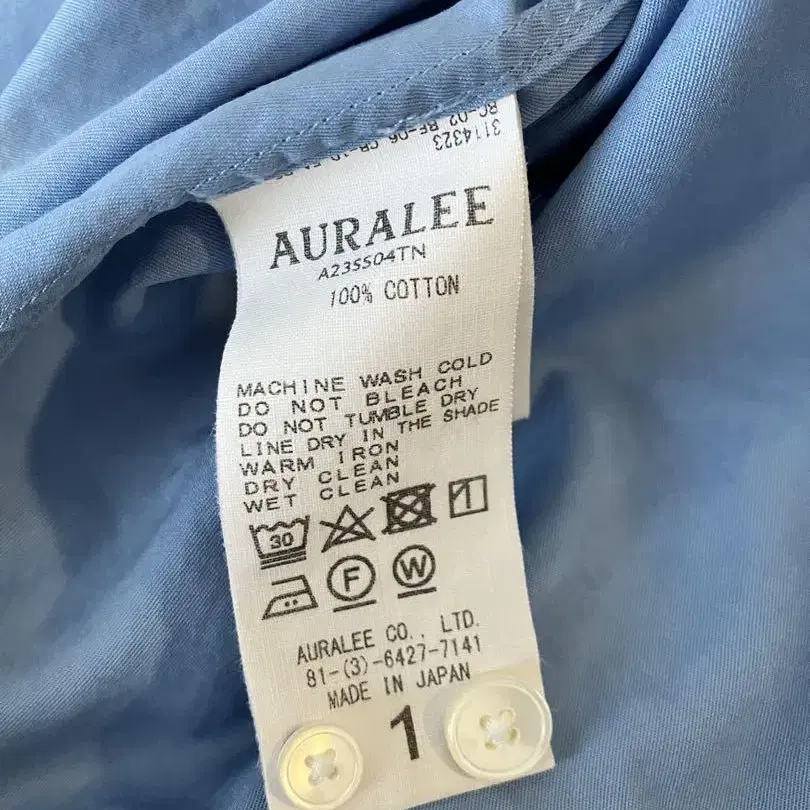 3114323
AURALEE
A23SS04TN
100% COTTON
MACHINE WASH COLD
DO NOT BLEACH
DO NOT TUMBLE DRY
LINE DRY IN THE SHADE
WARM IRON
DRY CLEAN
WET CLEAN
30
F
W
AURALEE CO., LTD.
81-(3)-6427-7141
MADE IN JAPAN
1